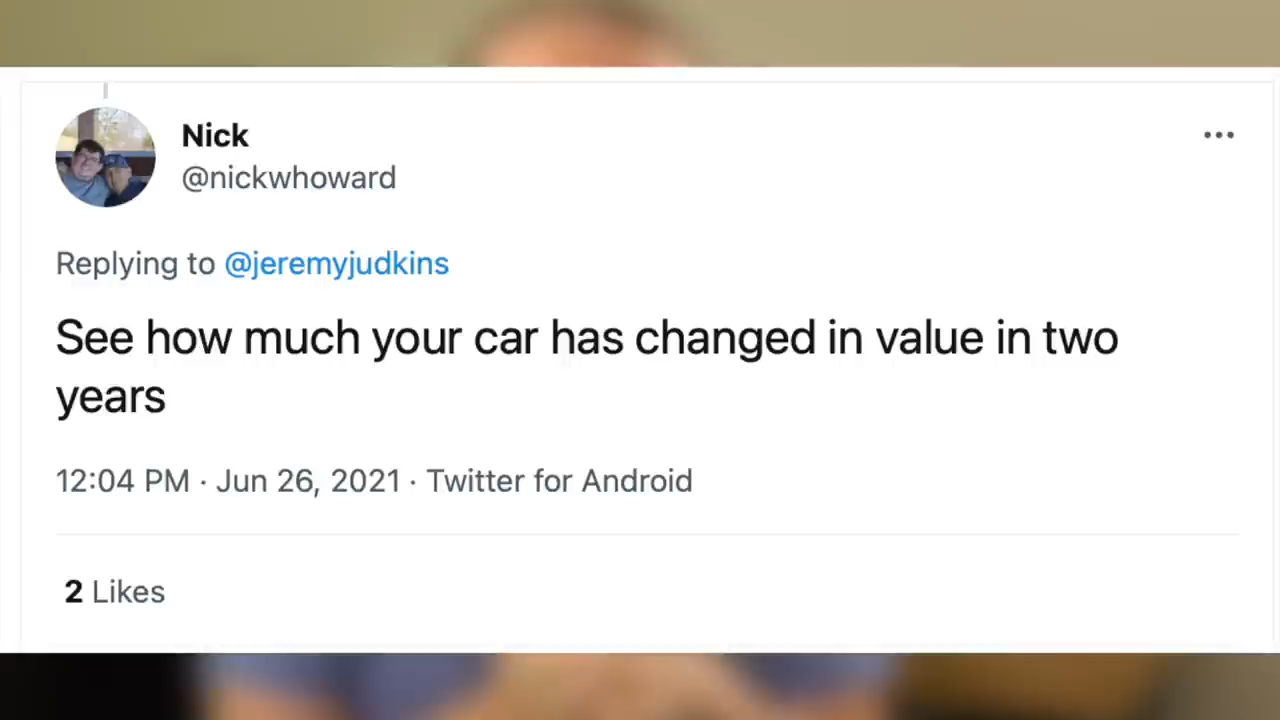 Nick
@nickwhoward
Replying to @jeremyjudkins
See how much your car has changed in value in two
years
12:04 PM · Jun 26, 2021 · Twitter for Android
2 Likes